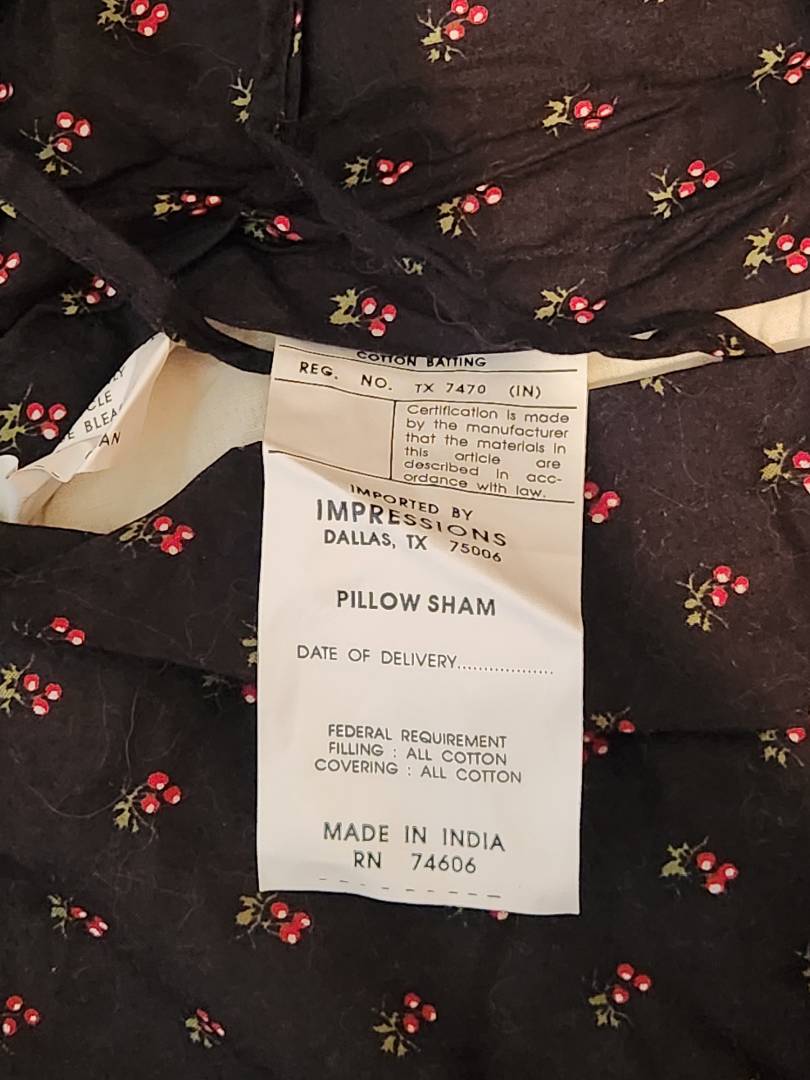 COTTON BATTING
REG. NO. TX 7470 (IN)
Certification is made
by the manufacturer
that the materials in
this article are
described in acc-
ordance with law.
IMPORTED BY
IMPRESSIONS
DALLAS, TX 75006
PILLOW SHAM
DATE OF DELIVERY..................
FEDERAL REQUIREMENT
FILLING : ALL COTTON
COVERING : ALL COTTON
MADE IN INDIA
RN 74606